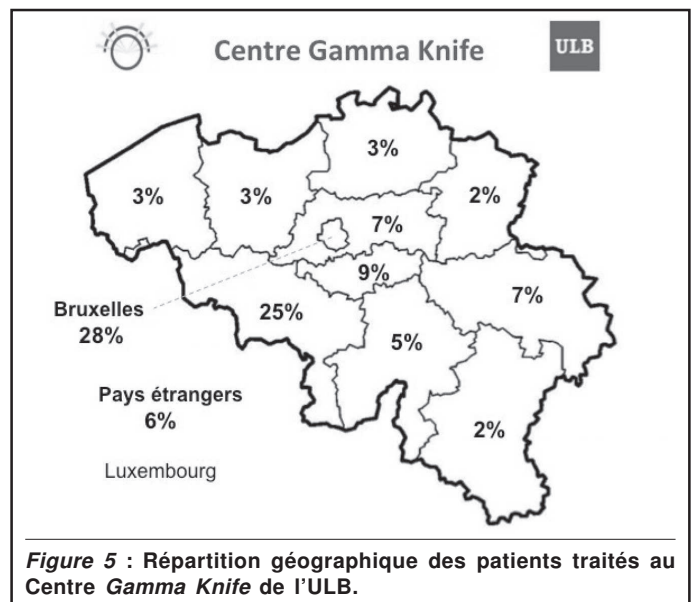 Centre Gamma Knife
ULB
3%
3%
3%
2%
7%
9%
7%
25%
5%
2%
Bruxelles
28%
Pays étrangers
6%
Luxembourg
Figure 5 : Répartition géographique des patients traités au
Centre Gamma Knife de l'ULB.